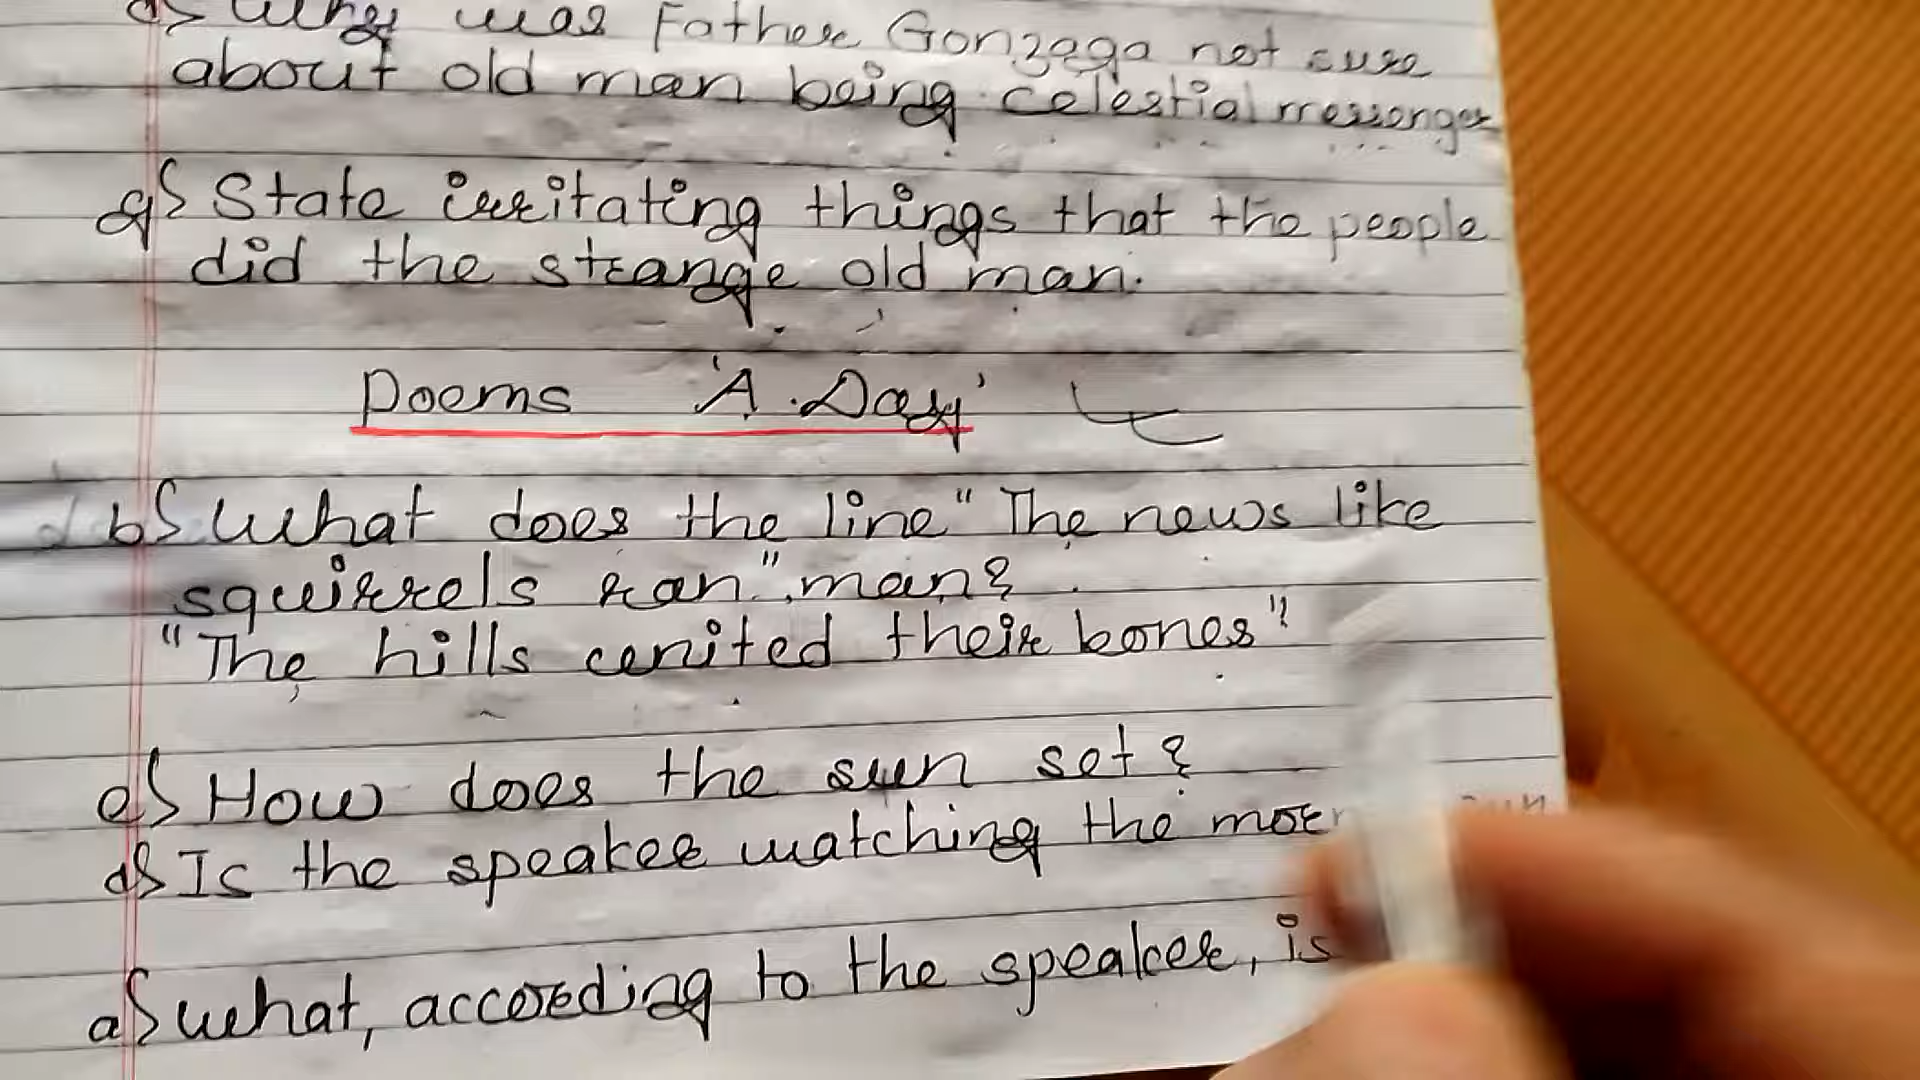 was Father Gonzaga not sure
about old man being celestial messenger
g) State irritating things that the people
did the strange old man.
Poems 'A Day'
b) What does the line "The news like
squirrels ran" mean?
"The hills united their bones"?
e) How does the sun set?
d) Is the speaker watching the
a) what, according to the speaker, is